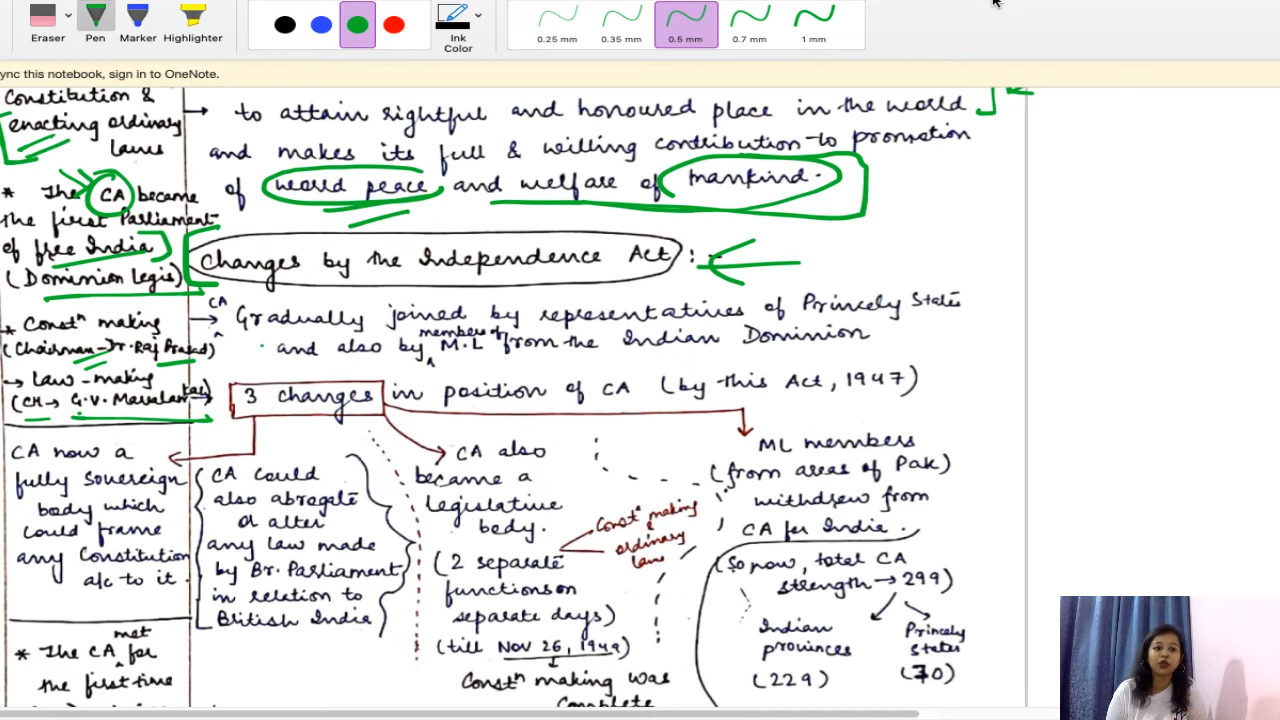 Eraser
Pen
Marker
Highlighter
Ink
Color
0.25 mm
0.35 mm
0.5 mm
0.7 mm
1 mm
ync this notebook, sign in to OneNote.
Constitution &
enacting ordinary
laws
* The CA became
the first Parliament
of free India
(Dominion legis)
* Constn making
(Chairman - Dr. Raj Prasad)
→ Law-making
(CM → G.V. Mavalankar)
→ to attain rightful and honoured place in the world
and makes its full & willing contribution to promotion
of world peace and welfare of mankind.
Changes by the Independence Act : -
→ CA Gradually joined by representatives of Princely States
and also by members of M.L from the Indian Dominion
→ 3 changes in position of CA (by this Act, 1947)
CA now a
fully sovereign
body which
could frame
any Constitution
a/c to it.
CA could
also abrogate
or alter
any law made
by Br. Parliament
in relation to
British India
CA also
became a
legislative
body.
(2 separate
functions on
separate days)
(till Nov 26, 1949)
Constn making was
Complete
Constn making
&
ordinary
law
ML members
(from areas of Pak)
withdrew from
CA for India.
(So now, total CA
strength → 299)
Indian
provinces
(229)
Princely
states
(70)
* The CA met for
the first time